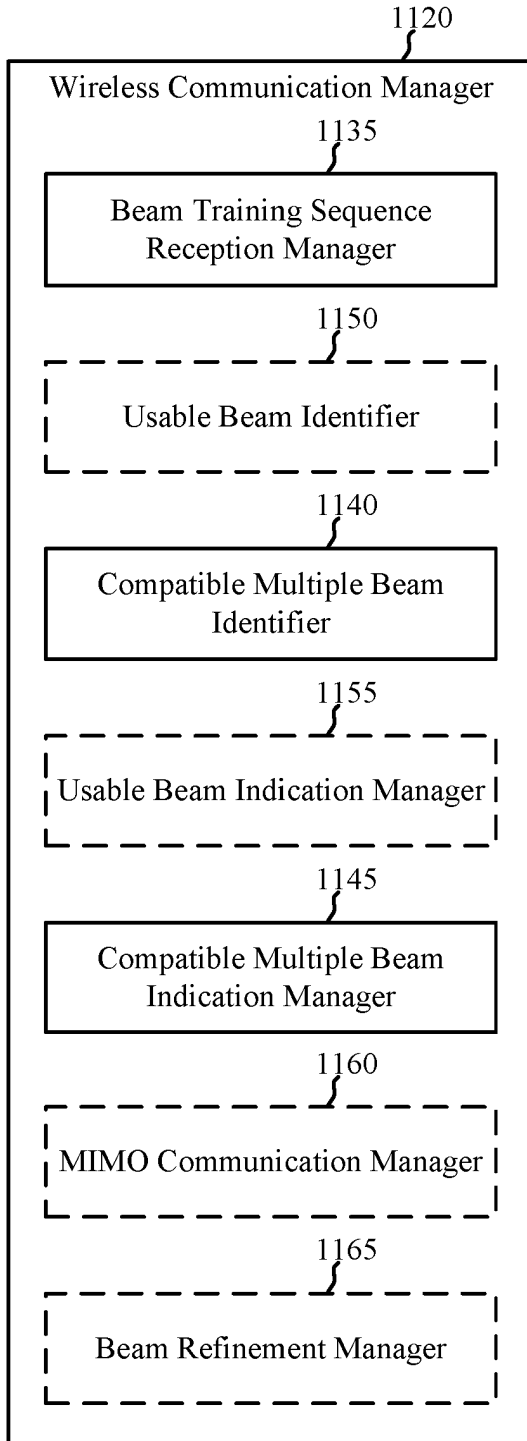 1120
Wireless Communication Manager
1135
Beam Training Sequence
Reception Manager
1150
Usable Beam Identifier
1140
Compatible Multiple Beam
Identifier
1155
Usable Beam Indication Manager
1145
Compatible Multiple Beam
Indication Manager
1160
MIMO Communication Manager
1165
Beam Refinement Manager